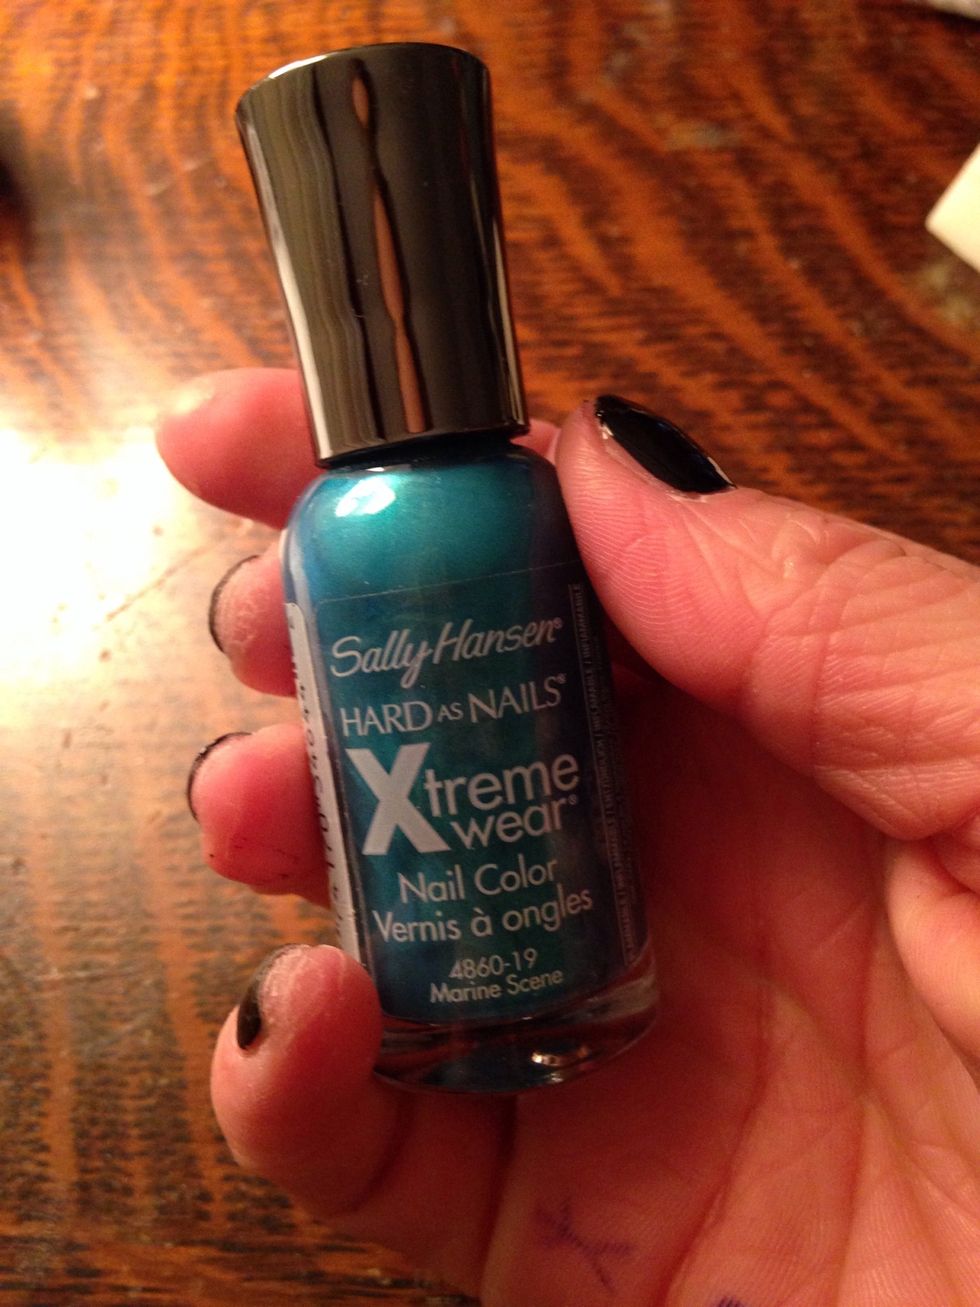 Sally Hansen®
HARD AS NAILS®
Xtreme
wear®
Nail Color
Vernis à ongles
4860-19
Marine Scene